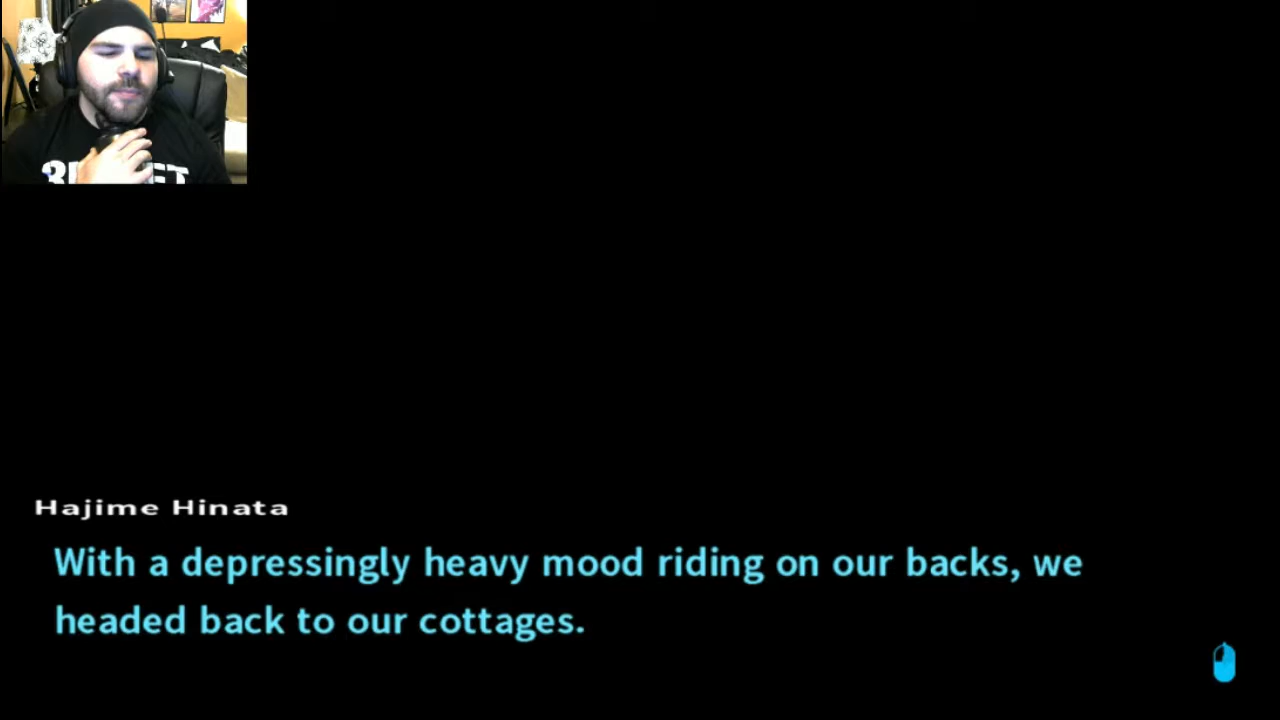 Hajime Hinata
With a depressingly heavy mood riding on our backs, we
headed back to our cottages.